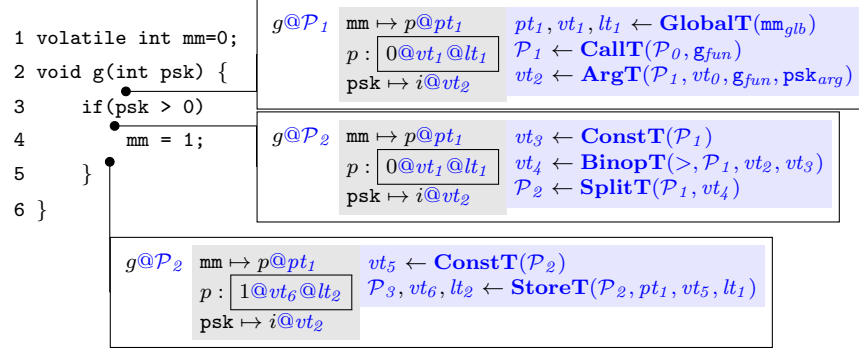 1 volatile int mm=0;
2 void g(int psk) {
3 if(psk > 0)
4 mm = 1;
5 }
6 }
g@𝒫₁ mm ↦ p@pt₁ pt₁, vt₁, lt₁ ← GlobalT(mm_glb)
p : 0@vt₁@lt₁ 𝒫₁ ← CallT(𝒫₀, g_fun)
psk ↦ i@vt₂ vt₂ ← ArgT(𝒫₁, vt₀, g_fun, psk_arg)
g@𝒫₂ mm ↦ p@pt₁ vt₃ ← ConstT(𝒫₁)
p : 0@vt₁@lt₁ vt₄ ← BinopT(>, 𝒫₁, vt₂, vt₃)
psk ↦ i@vt₂ 𝒫₂ ← SplitT(𝒫₁, vt₄)
g@𝒫₂ mm ↦ p@pt₁ vt₅ ← ConstT(𝒫₂)
p : 1@vt₆@lt₂ 𝒫₃, vt₆, lt₂ ← StoreT(𝒫₂, pt₁, vt₅, lt₁)
psk ↦ i@vt₂